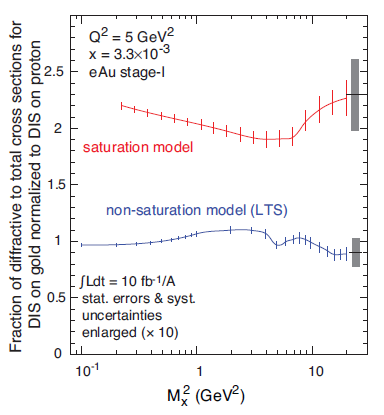 Fraction of diffractive to total cross sections for
DIS on gold normalized to DIS on proton
Q² = 5 GeV²
x = 3.3×10⁻³
eAu stage-I
saturation model
non-saturation model (LTS)
∫Ldt = 10 fb⁻¹/A
stat. errors & syst.
uncertainties
enlarged (× 10)
2.5
2
1.5
1
0.5
0
10⁻¹ 1 10
Mₓ² (GeV²)